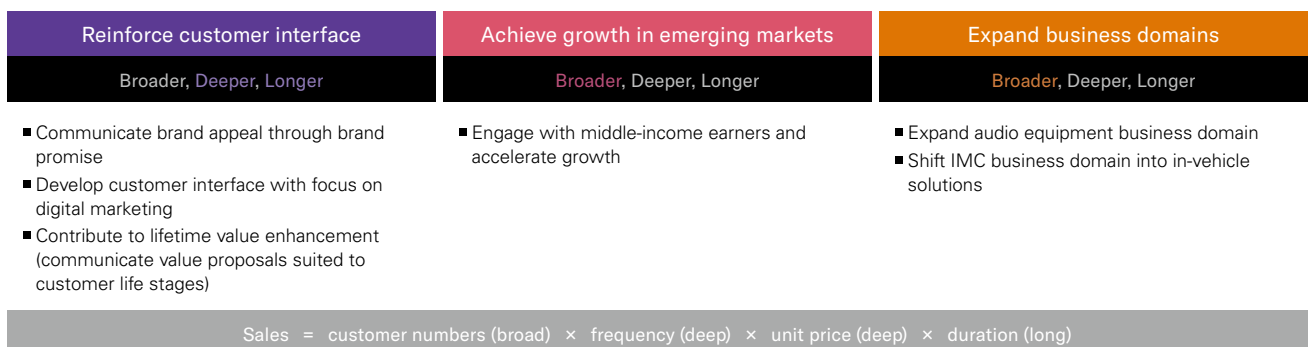 Reinforce customer interface
Broader, Deeper, Longer
■ Communicate brand appeal through brand
promise
■ Develop customer interface with focus on
digital marketing
■ Contribute to lifetime value enhancement
(communicate value proposals suited to
customer life stages)
Achieve growth in emerging markets
Broader, Deeper, Longer
■ Engage with middle-income earners and
accelerate growth
Expand business domains
Broader, Deeper, Longer
■ Expand audio equipment business domain
■ Shift IMC business domain into in-vehicle
solutions
Sales = customer numbers (broad) × frequency (deep) × unit price (deep) × duration (long)